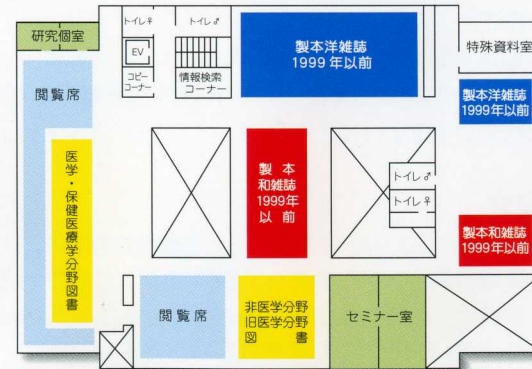 研究個室
閲覧席
医学・保健医療学分野図書
トイレ♀
トイレ♂
EV
コピー
コーナー
情報検索
コーナー
製本洋雑誌
1999年以前
特殊資料室
製本洋雑誌
1999年以前
製本
和雑誌
1999年
以前
トイレ♂
トイレ♀
製本和雑誌
1999年以前
閲覧席
非医学分野
旧医学分野
図書
セミナー室